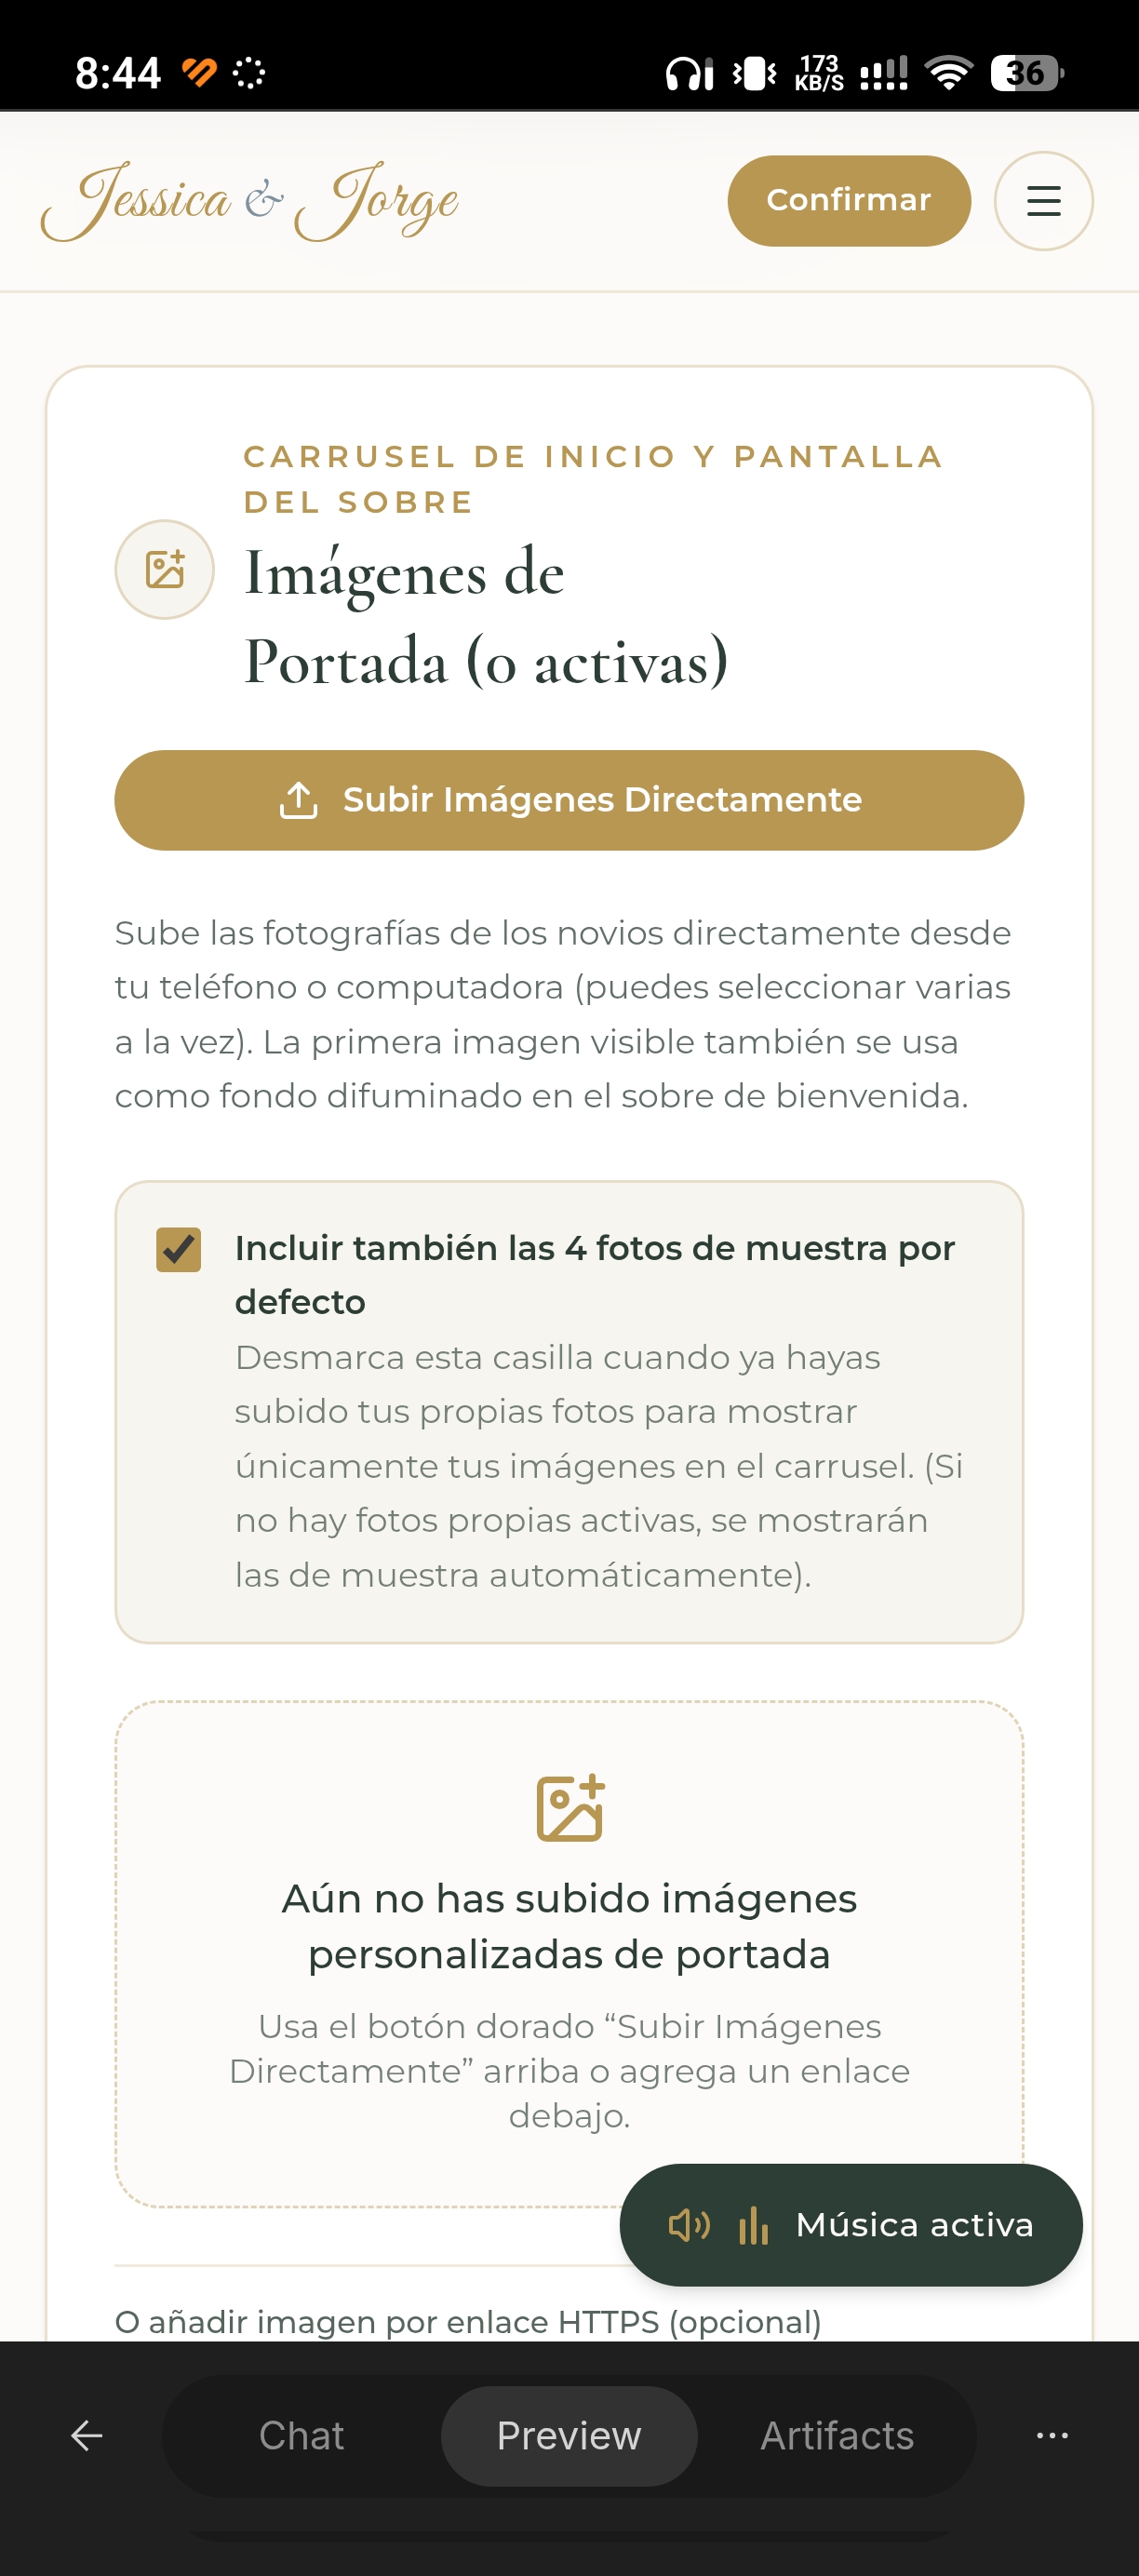 8:44
173
KB/S
36
Jessica & Jorge
Confirmar
CARRUSEL DE INICIO Y PANTALLA
DEL SOBRE
Imágenes de
Portada (o activas)
Subir Imágenes Directamente
Sube las fotografías de los novios directamente desde
tu teléfono o computadora (puedes seleccionar varias
a la vez). La primera imagen visible también se usa
como fondo difuminado en el sobre de bienvenida.
Incluir también las 4 fotos de muestra por
defecto
Desmarca esta casilla cuando ya hayas
subido tus propias fotos para mostrar
únicamente tus imágenes en el carrusel. (Si
no hay fotos propias activas, se mostrarán
las de muestra automáticamente).
Aún no has subido imágenes
personalizadas de portada
Usa el botón dorado “Subir Imágenes
Directamente” arriba o agrega un enlace
debajo.
Música activa
O añadir imagen por enlace HTTPS (opcional)
Chat
Preview
Artifacts